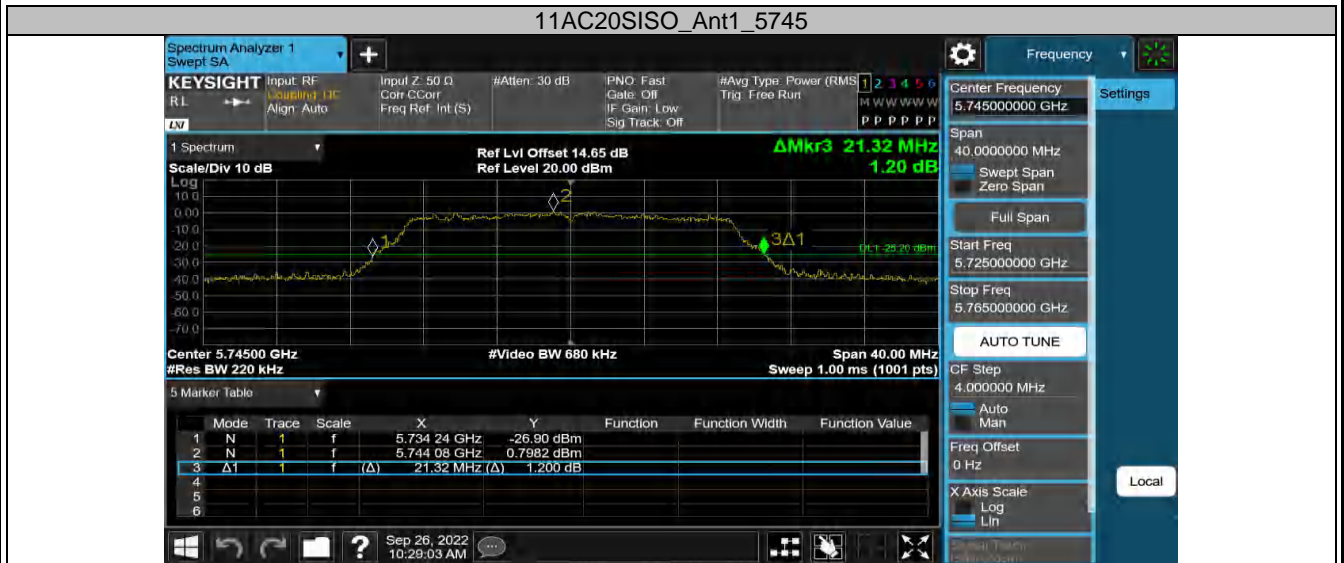 11AC20SISO_Ant1_5745
Spectrum Analyzer 1
Swept SA
+
Frequency
KEYSIGHT
RL
LXI
Input: RF
Coupling: DC
Align: Auto
Input Z: 50 Ω
Corr CCorr
Freq Ref: Int (S)
#Atten: 30 dB
PNO: Fast
Gate: Off
IF Gain: Low
Sig Track: Off
#Avg Type: Power (RMS
Trig: Free Run
1 2 3 4 5 6
M W W W W W
P P P P P P
Center Frequency
5.745000000 GHz
Settings
1 Spectrum
Scale/Div 10 dB
Ref Lvl Offset 14.65 dB
Ref Level 20.00 dBm
ΔMkr3 21.32 MHz
1.20 dB
Span
40.0000000 MHz
Swept Span
Zero Span
Full Span
Start Freq
5.725000000 GHz
Stop Freq
5.765000000 GHz
AUTO TUNE
CF Step
4.000000 MHz
Auto
Man
Freq Offset
0 Hz
X Axis Scale
Log
Lin
Local
Log
10.0
0.00
-10.0
-20.0
-30.0
-40.0
-50.0
-60.0
-70.0
1
2
3Δ1
DL1 -25.20 dBm
Center 5.74500 GHz
#Res BW 220 kHz
#Video BW 680 kHz
Span 40.00 MHz
Sweep 1.00 ms (1001 pts)
5 Marker Table
Mode Trace Scale X Y Function Function Width Function Value
1 N 1 f 5.734 24 GHz -26.90 dBm
2 N 1 f 5.744 08 GHz 0.7982 dBm
3 Δ1 1 f (Δ) 21.32 MHz (Δ) 1.200 dB
4
5
6
?
Sep 26, 2022
10:29:03 AM